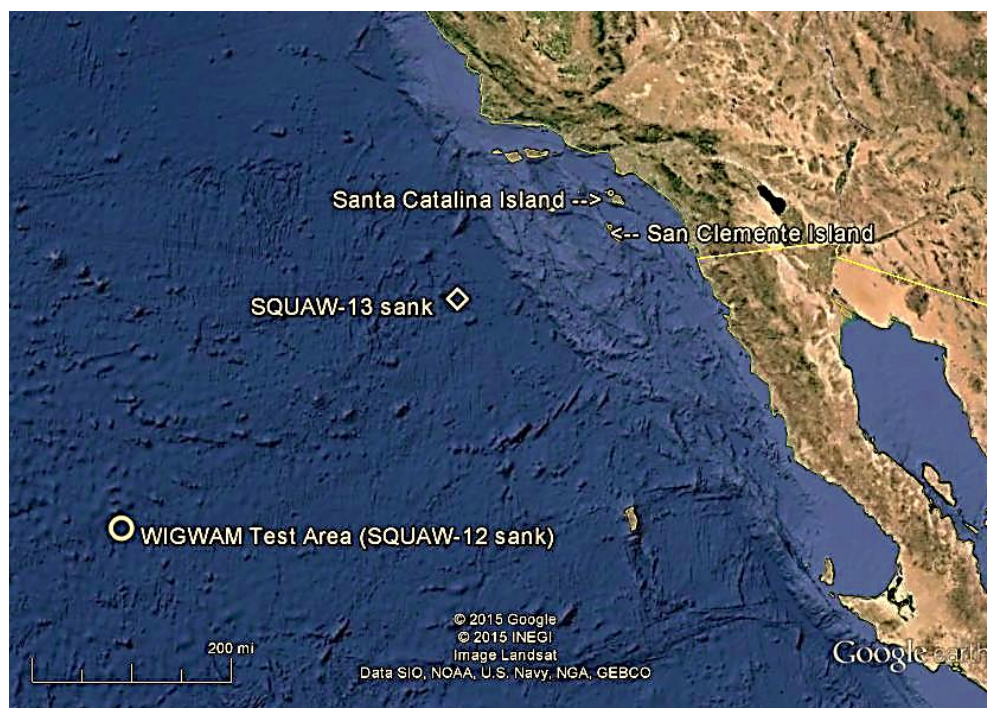 Santa Catalina Island -->
<-- San Clemente Island
SQUAW-13 sank
WIGWAM Test Area (SQUAW-12 sank)
© 2015 Google
© 2015 INEGI
Image Landsat
Data SIO, NOAA, U.S. Navy, NGA, GEBCO
200 mi
Google earth